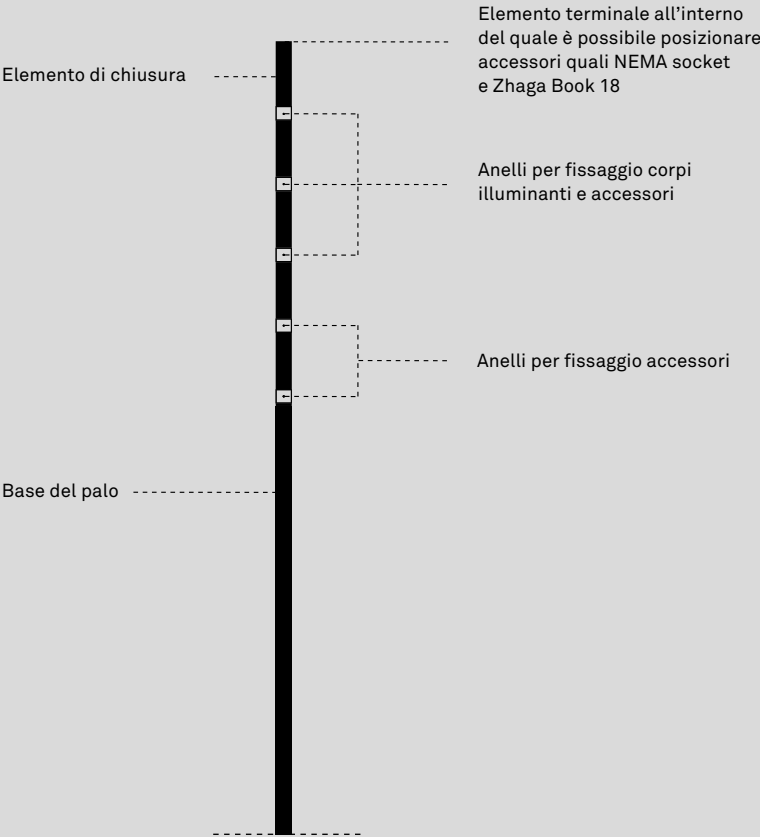 Elemento terminale all’interno
del quale è possibile posizionare
accessori quali NEMA socket
e Zhaga Book 18
Elemento di chiusura
Anelli per fissaggio corpi
illuminanti e accessori
Anelli per fissaggio accessori
Base del palo